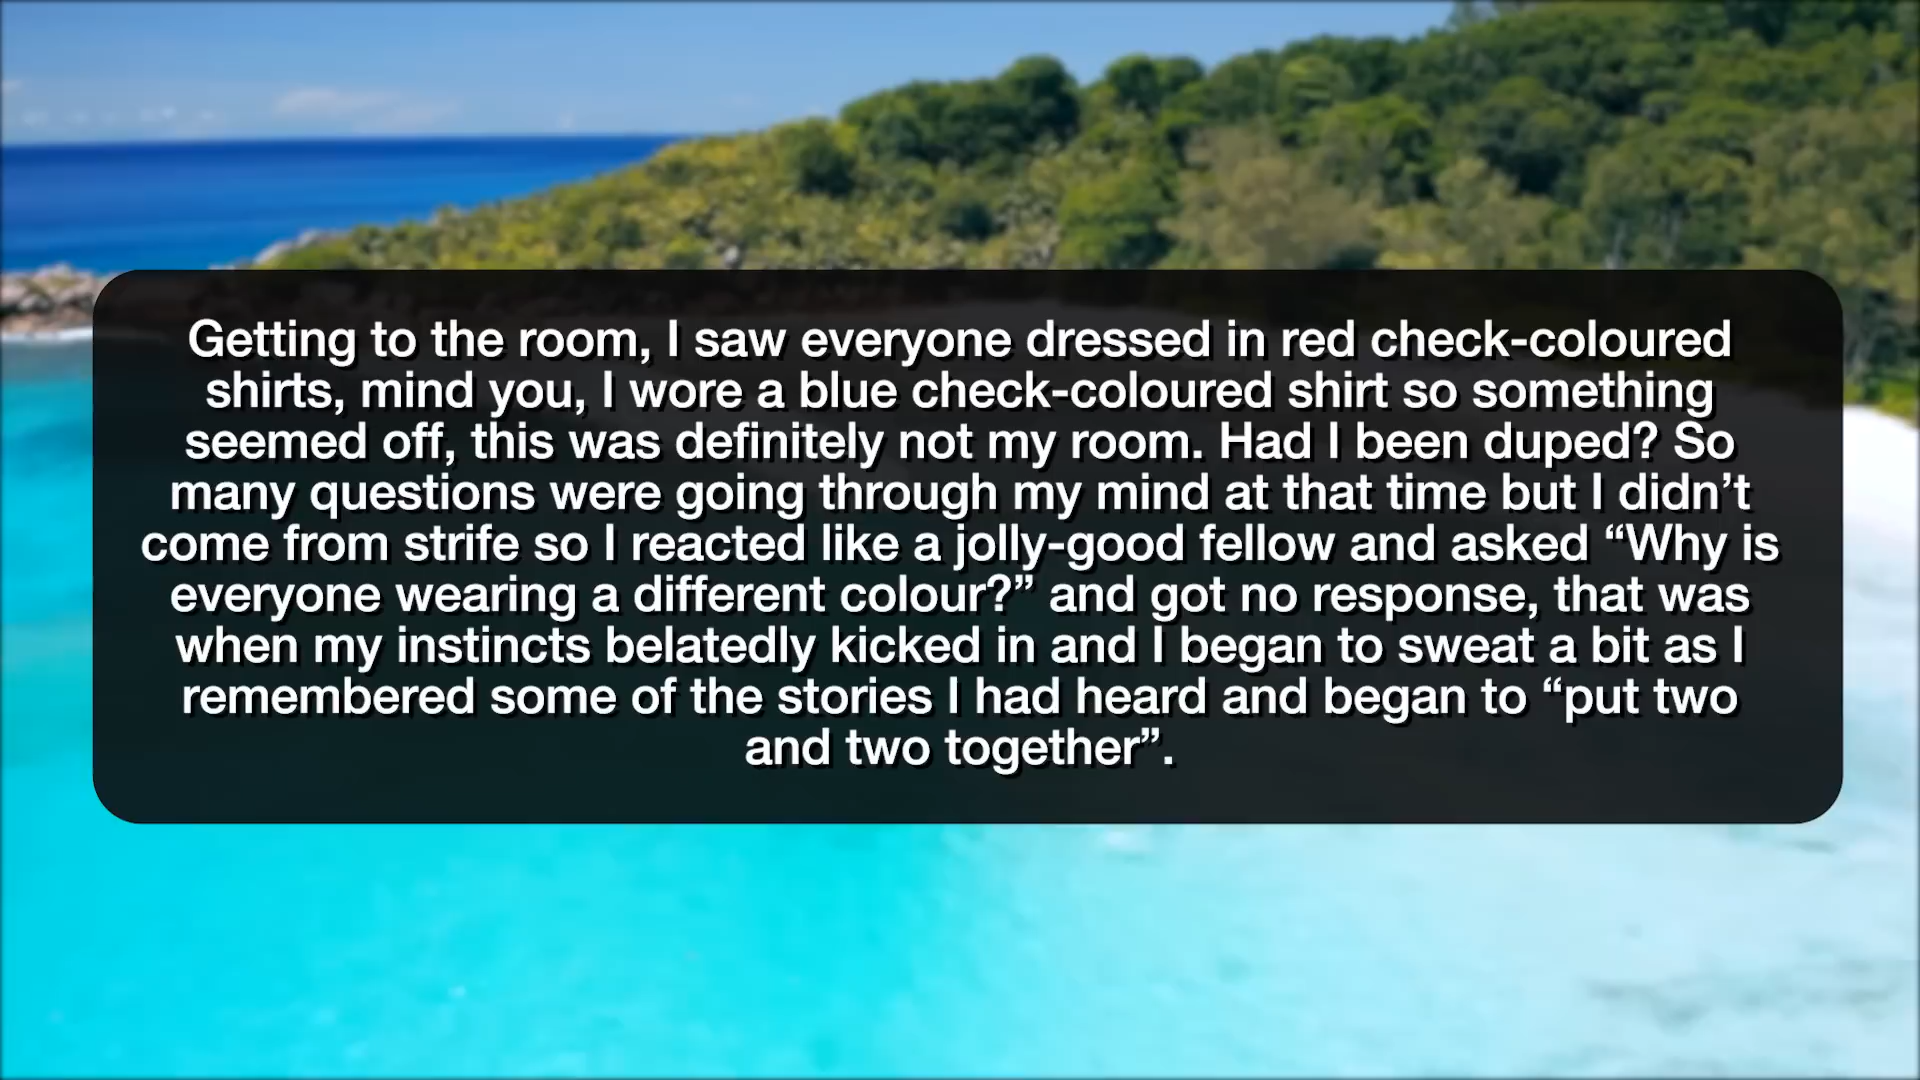 Getting to the room, I saw everyone dressed in red check-coloured
shirts, mind you, I wore a blue check-coloured shirt so something
seemed off, this was definitely not my room. Had I been duped? So
many questions were going through my mind at that time but I didn’t
come from strife so I reacted like a jolly-good fellow and asked “Why is
everyone wearing a different colour?” and got no response, that was
when my instincts belatedly kicked in and I began to sweat a bit as I
remembered some of the stories I had heard and began to “put two
and two together”.